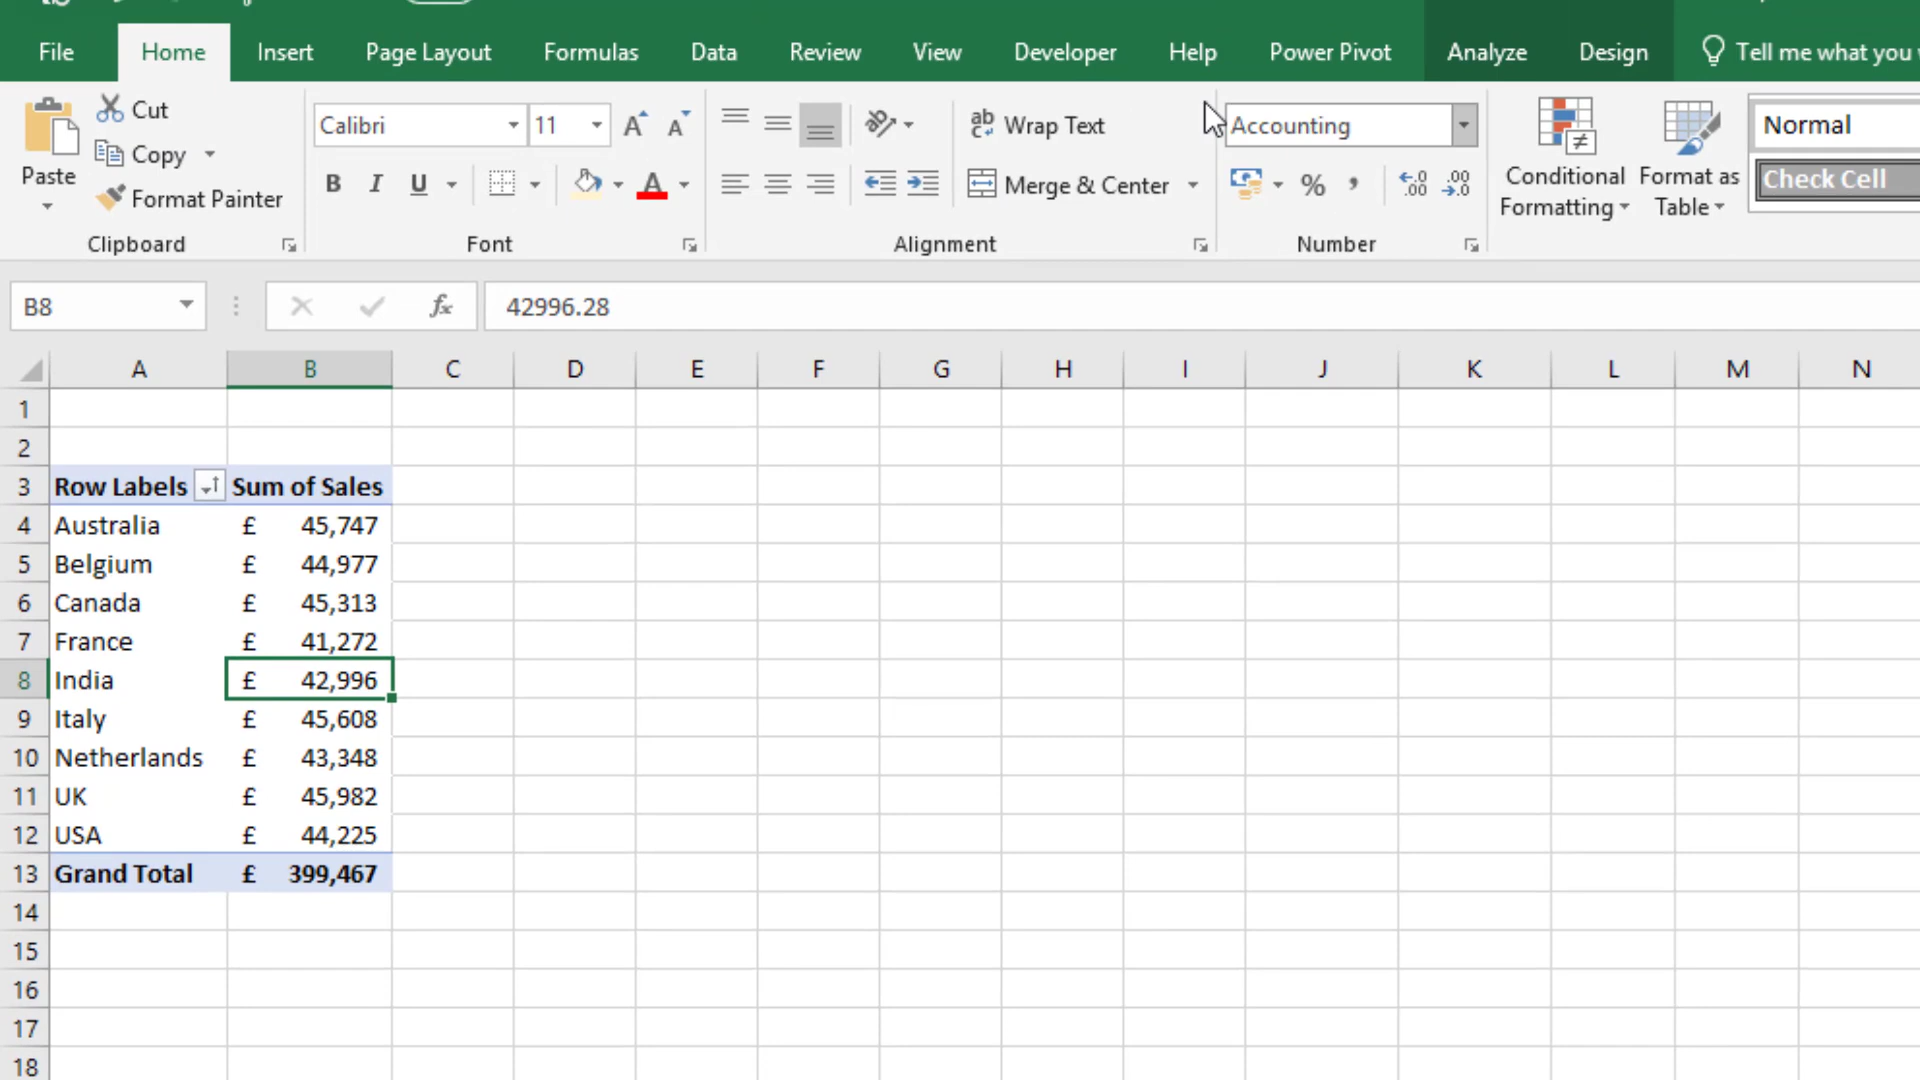 File Home Insert Page Layout Formulas Data Review View Developer Help Power Pivot Analyze Design Tell me what you
Cut
Copy
Format Painter
Paste
Clipboard
Calibri 11
B I U
Font
ab Wrap Text
Merge & Center
Alignment
Accounting
% ,
Number
Conditional Formatting
Format as Table
Normal
Check Cell
B8 fx 42996.28
A B C D E F G H I J K L M N
1
2
3 Row Labels Sum of Sales
4 Australia £ 45,747
5 Belgium £ 44,977
6 Canada £ 45,313
7 France £ 41,272
8 India £ 42,996
9 Italy £ 45,608
10 Netherlands £ 43,348
11 UK £ 45,982
12 USA £ 44,225
13 Grand Total £ 399,467
14
15
16
17
18